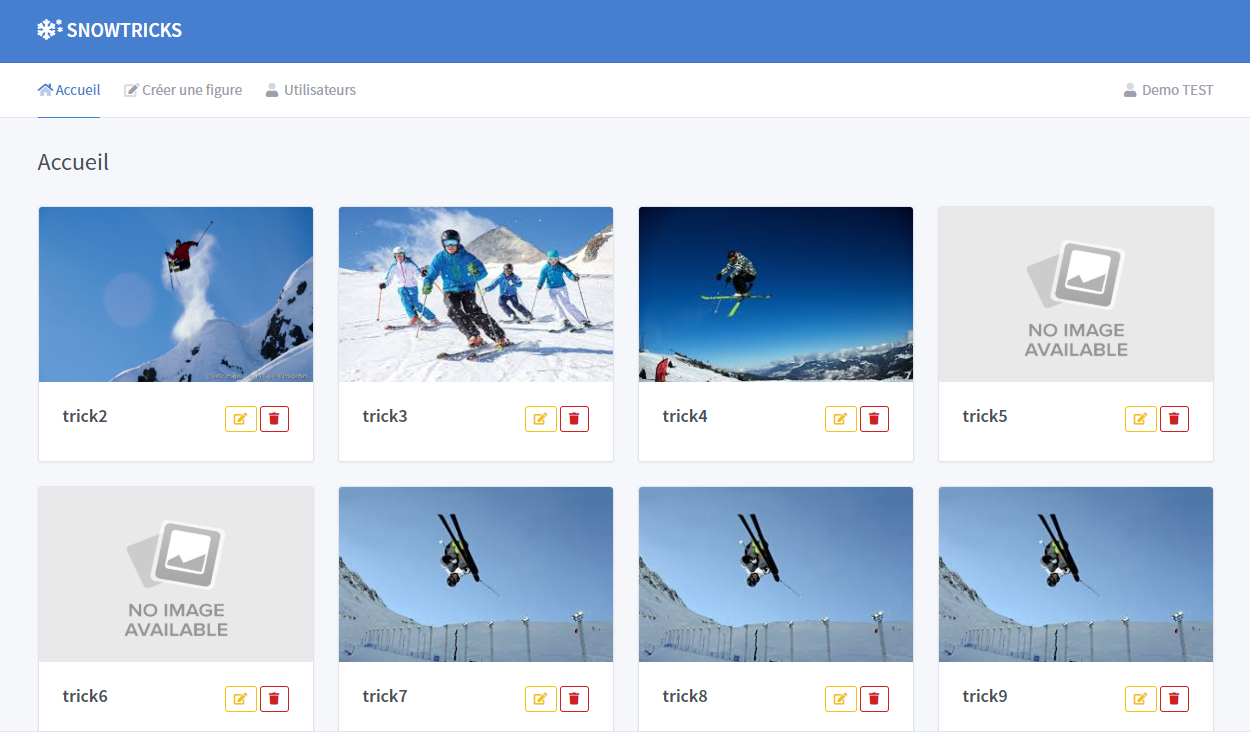 SNOWTRICKS
Accueil
Créer une figure
Utilisateurs
Demo TEST
Accueil
NO IMAGE
AVAILABLE
trick2
trick3
trick4
trick5
NO IMAGE
AVAILABLE
trick6
trick7
trick8
trick9